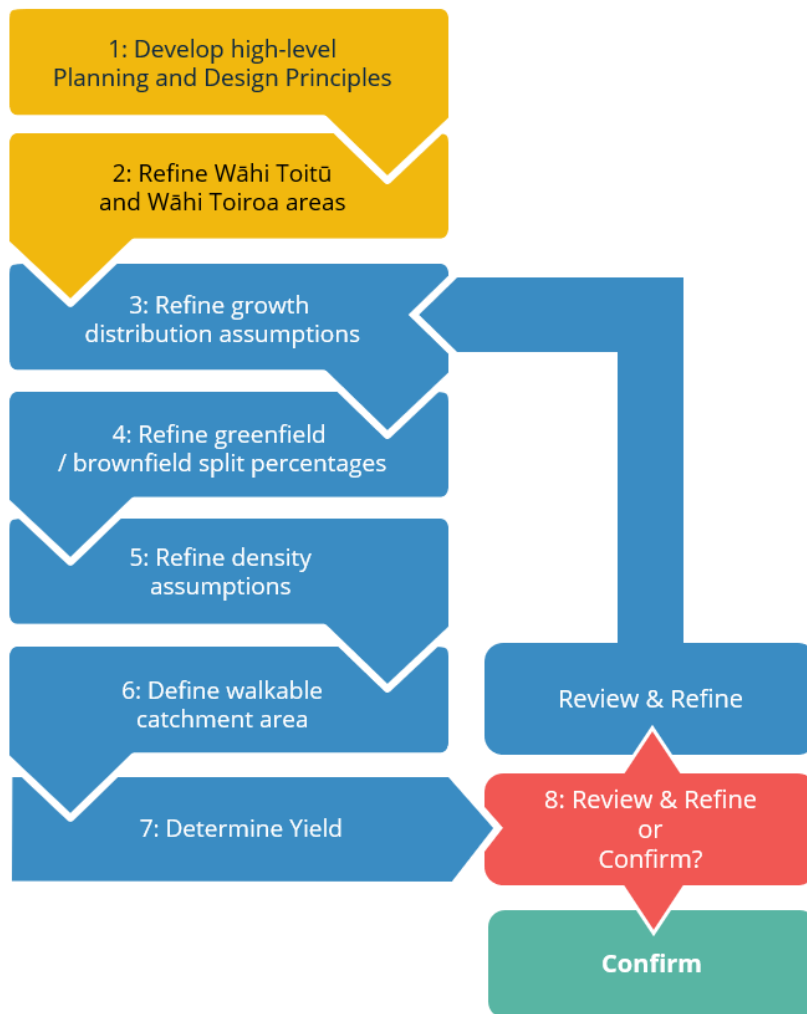 1: Develop high-level
Planning and Design Principles
2: Refine Wāhi Toitū
and Wāhi Toiroa areas
3: Refine growth
distribution assumptions
4: Refine greenfield
/ brownfield split percentages
5: Refine density
assumptions
6: Define walkable
catchment area
7: Determine Yield
Review & Refine
8: Review & Refine
or
Confirm?
Confirm